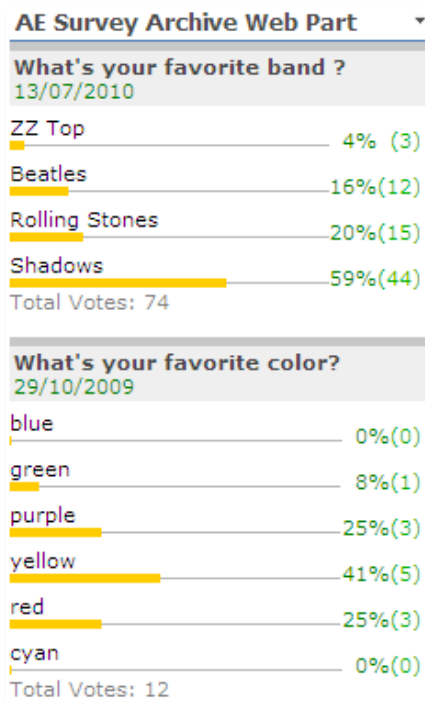 AE Survey Archive Web Part
What's your favorite band ?
13/07/2010
ZZ Top
4% (3)
Beatles
16%(12)
Rolling Stones
20%(15)
Shadows
59%(44)
Total Votes: 74
What's your favorite color?
29/10/2009
blue
0%(0)
green
8%(1)
purple
25%(3)
yellow
41%(5)
red
25%(3)
cyan
0%(0)
Total Votes: 12